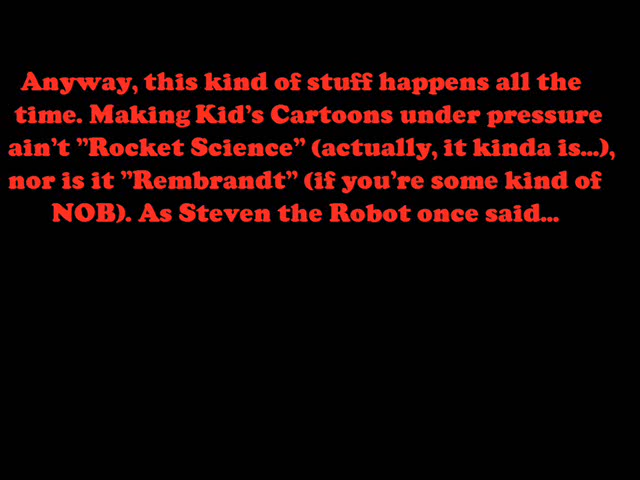 Anyway, this kind of stuff happens all the
time. Making Kid’s Cartoons under pressure
ain’t ”Rocket Science” (actually, it kinda is...),
nor is it ”Rembrandt” (if you’re some kind of
NOB). As Steven the Robot once said...